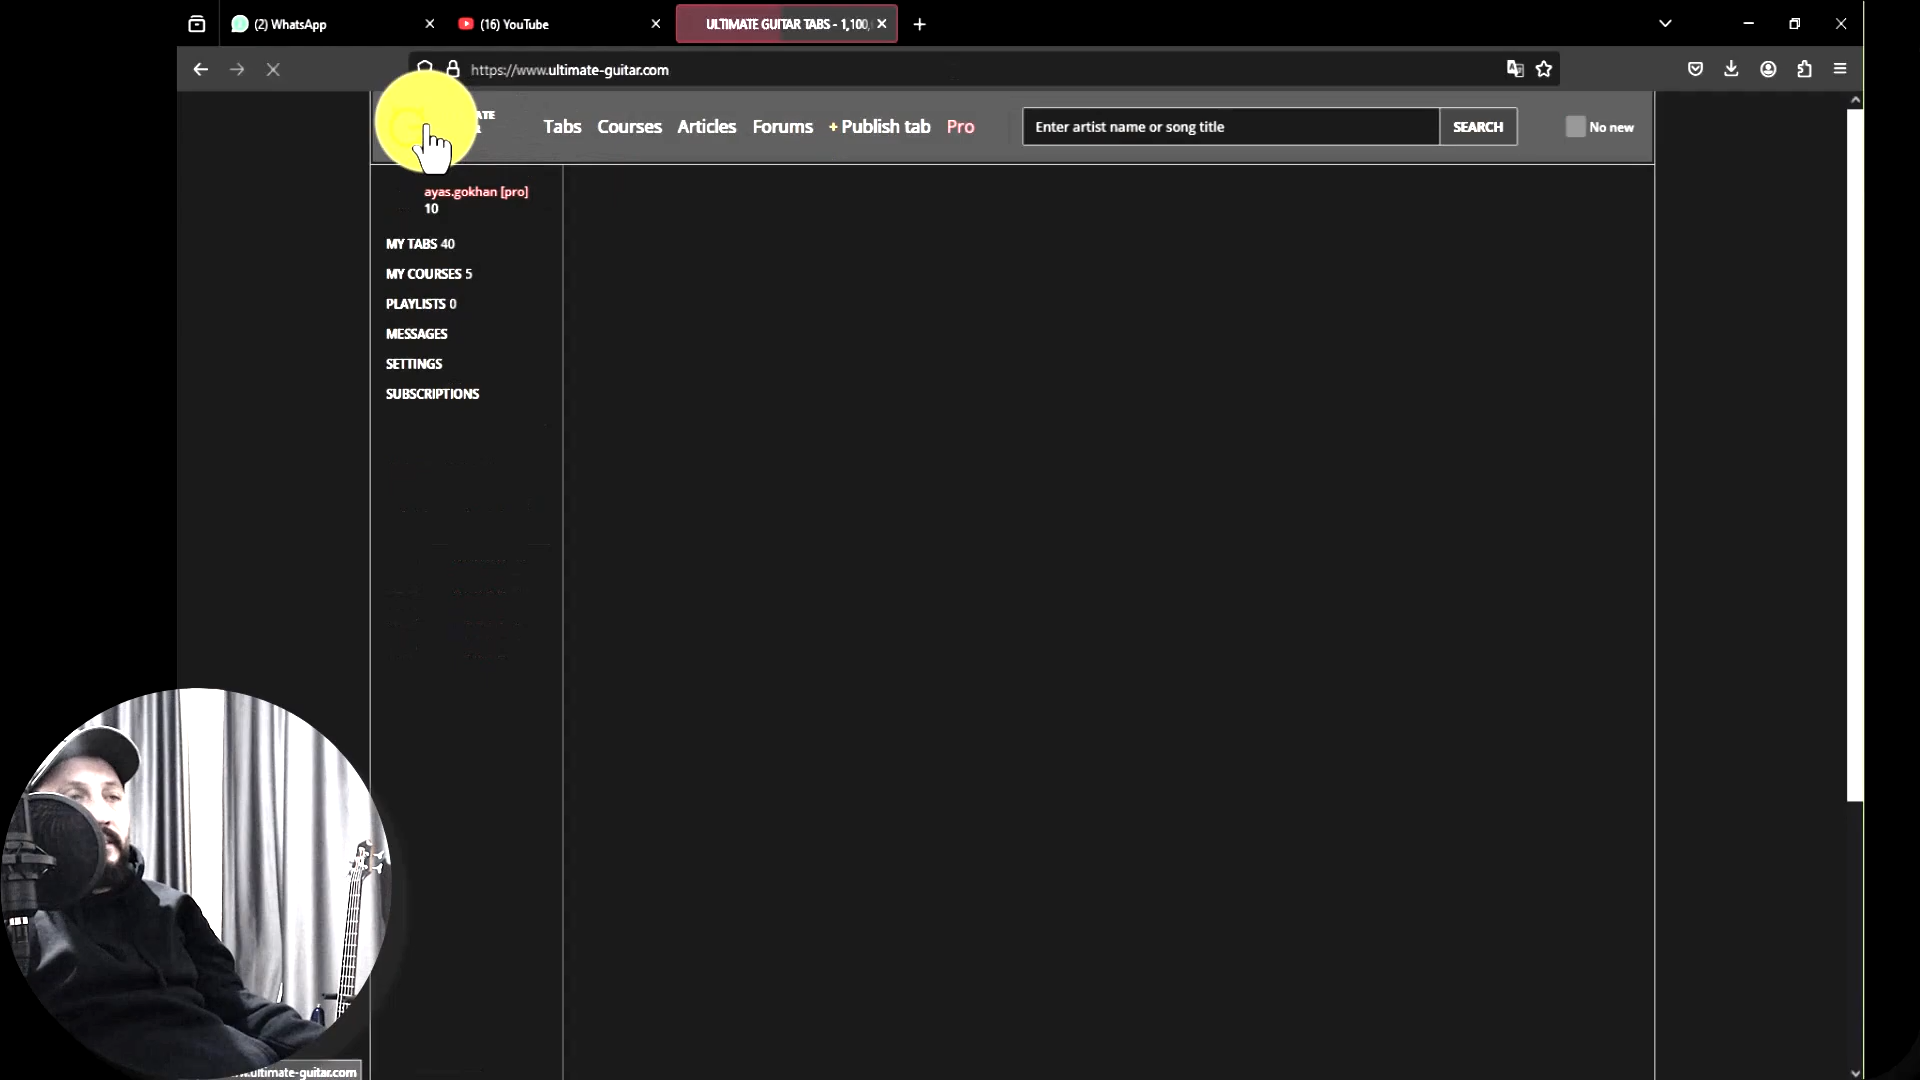 (2) WhatsApp
(16) YouTube
ULTIMATE GUITAR TABS - 1,100,
https://www.ultimate-guitar.com
Tabs Courses Articles Forums + Publish tab Pro
Enter artist name or song title
SEARCH
No new
ayas.gokhan [pro]
10
MY TABS 40
MY COURSES 5
PLAYLISTS 0
MESSAGES
SETTINGS
SUBSCRIPTIONS
ultimate-guitar.com